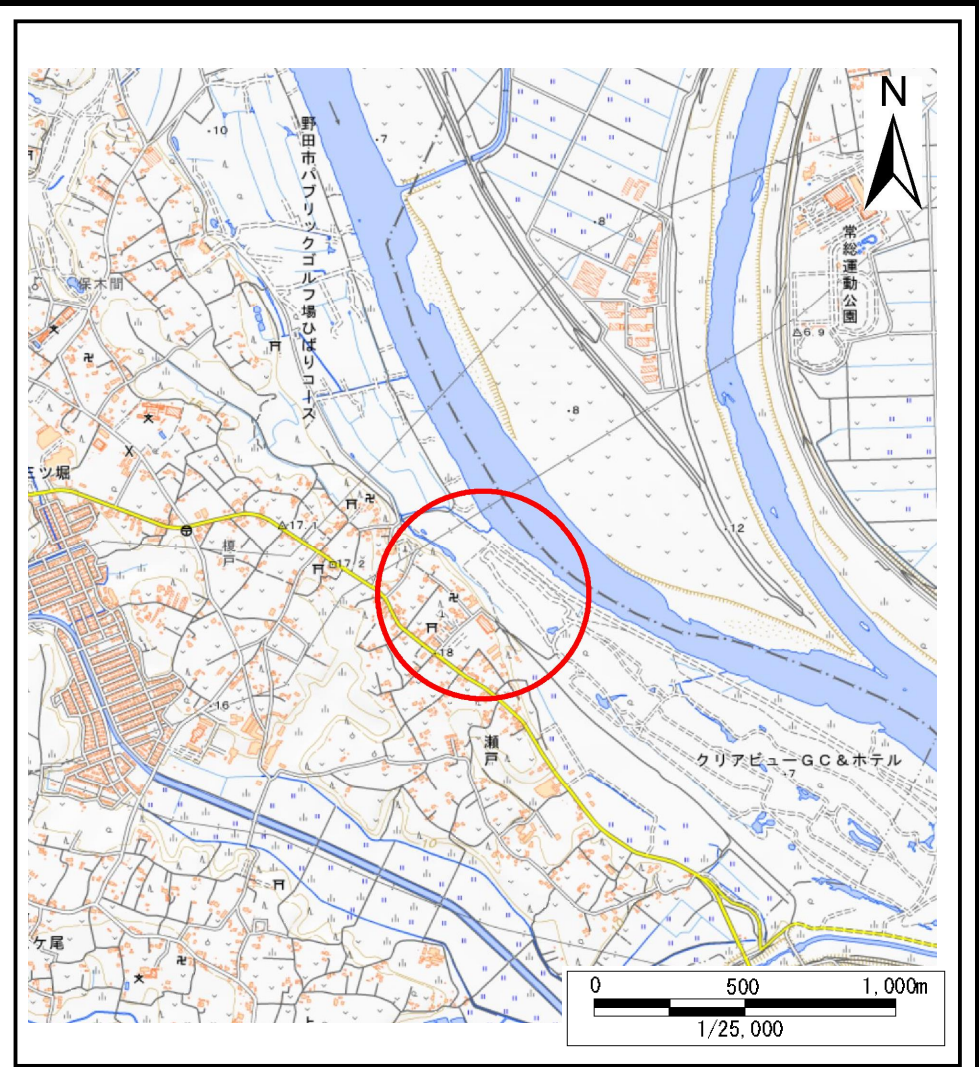 N
・10
野田市パブリックゴルフ場ひばりコース
・7
・8
常総運動公園
保木間
6.9
・8
三ツ堀
17.1
榎戸
17.2
・12
・18
・16
瀬戸
クリアビューGC&ホテル
・7
10
ケ尾
0 500 1,000m
1/25,000